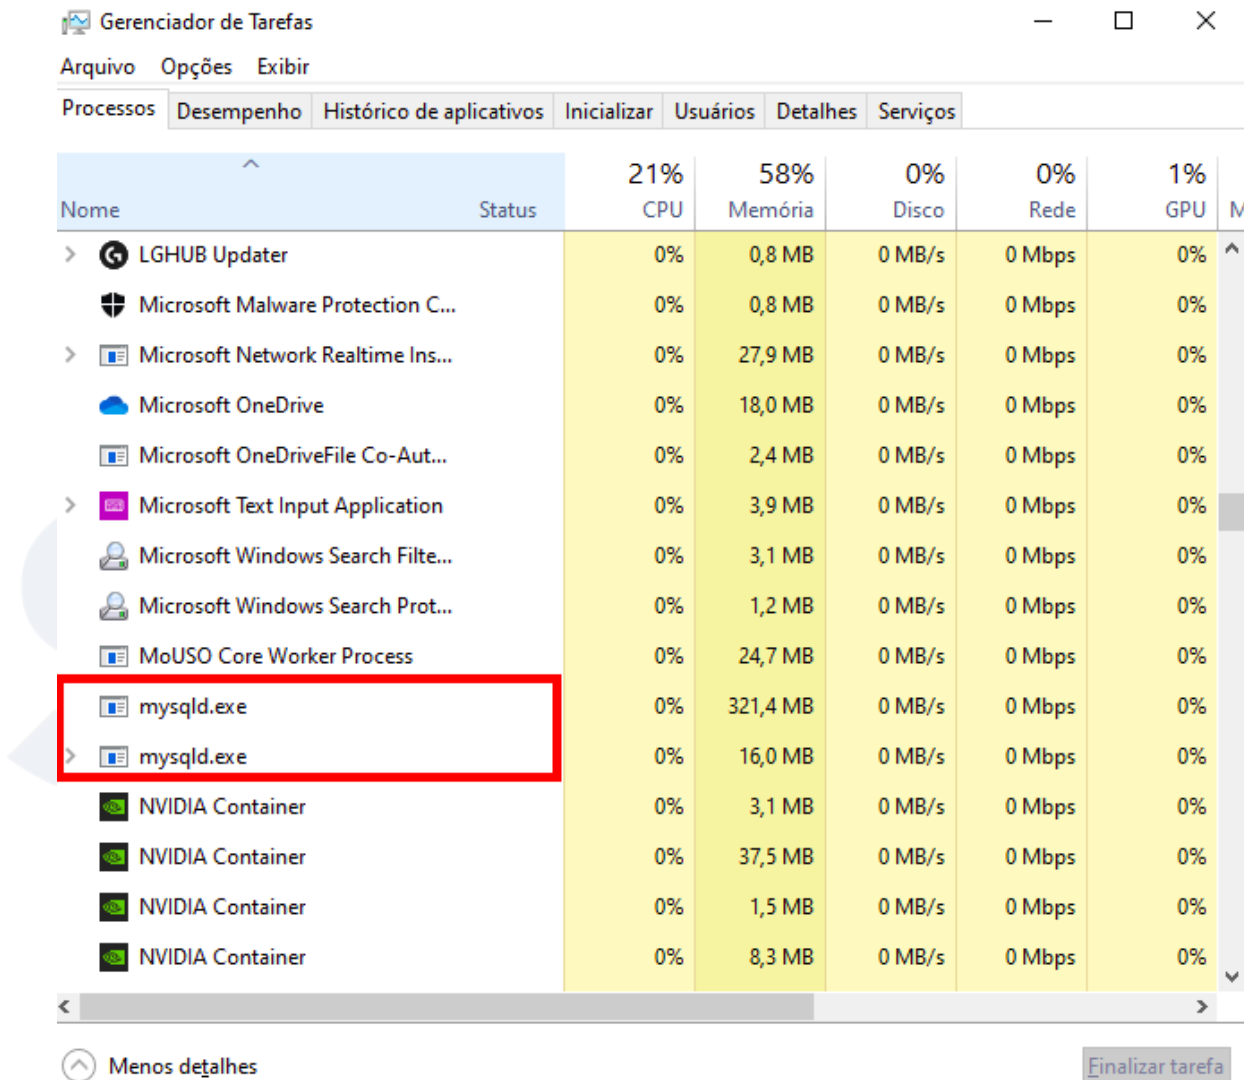 Gerenciador de Tarefas
Arquivo Opções Exibir
Processos Desempenho Histórico de aplicativos Inicializar Usuários Detalhes Serviços
21% 58% 0% 0% 1%
Nome Status CPU Memória Disco Rede GPU M
LGHUB Updater 0% 0,8 MB 0 MB/s 0 Mbps 0%
Microsoft Malware Protection C... 0% 0,8 MB 0 MB/s 0 Mbps 0%
Microsoft Network Realtime Ins... 0% 27,9 MB 0 MB/s 0 Mbps 0%
Microsoft OneDrive 0% 18,0 MB 0 MB/s 0 Mbps 0%
Microsoft OneDriveFile Co-Aut... 0% 2,4 MB 0 MB/s 0 Mbps 0%
Microsoft Text Input Application 0% 3,9 MB 0 MB/s 0 Mbps 0%
Microsoft Windows Search Filte... 0% 3,1 MB 0 MB/s 0 Mbps 0%
Microsoft Windows Search Prot... 0% 1,2 MB 0 MB/s 0 Mbps 0%
MoUSO Core Worker Process 0% 24,7 MB 0 MB/s 0 Mbps 0%
mysqld.exe 0% 321,4 MB 0 MB/s 0 Mbps 0%
mysqld.exe 0% 16,0 MB 0 MB/s 0 Mbps 0%
NVIDIA Container 0% 3,1 MB 0 MB/s 0 Mbps 0%
NVIDIA Container 0% 37,5 MB 0 MB/s 0 Mbps 0%
NVIDIA Container 0% 1,5 MB 0 MB/s 0 Mbps 0%
NVIDIA Container 0% 8,3 MB 0 MB/s 0 Mbps 0%
Menos detalhes Finalizar tarefa